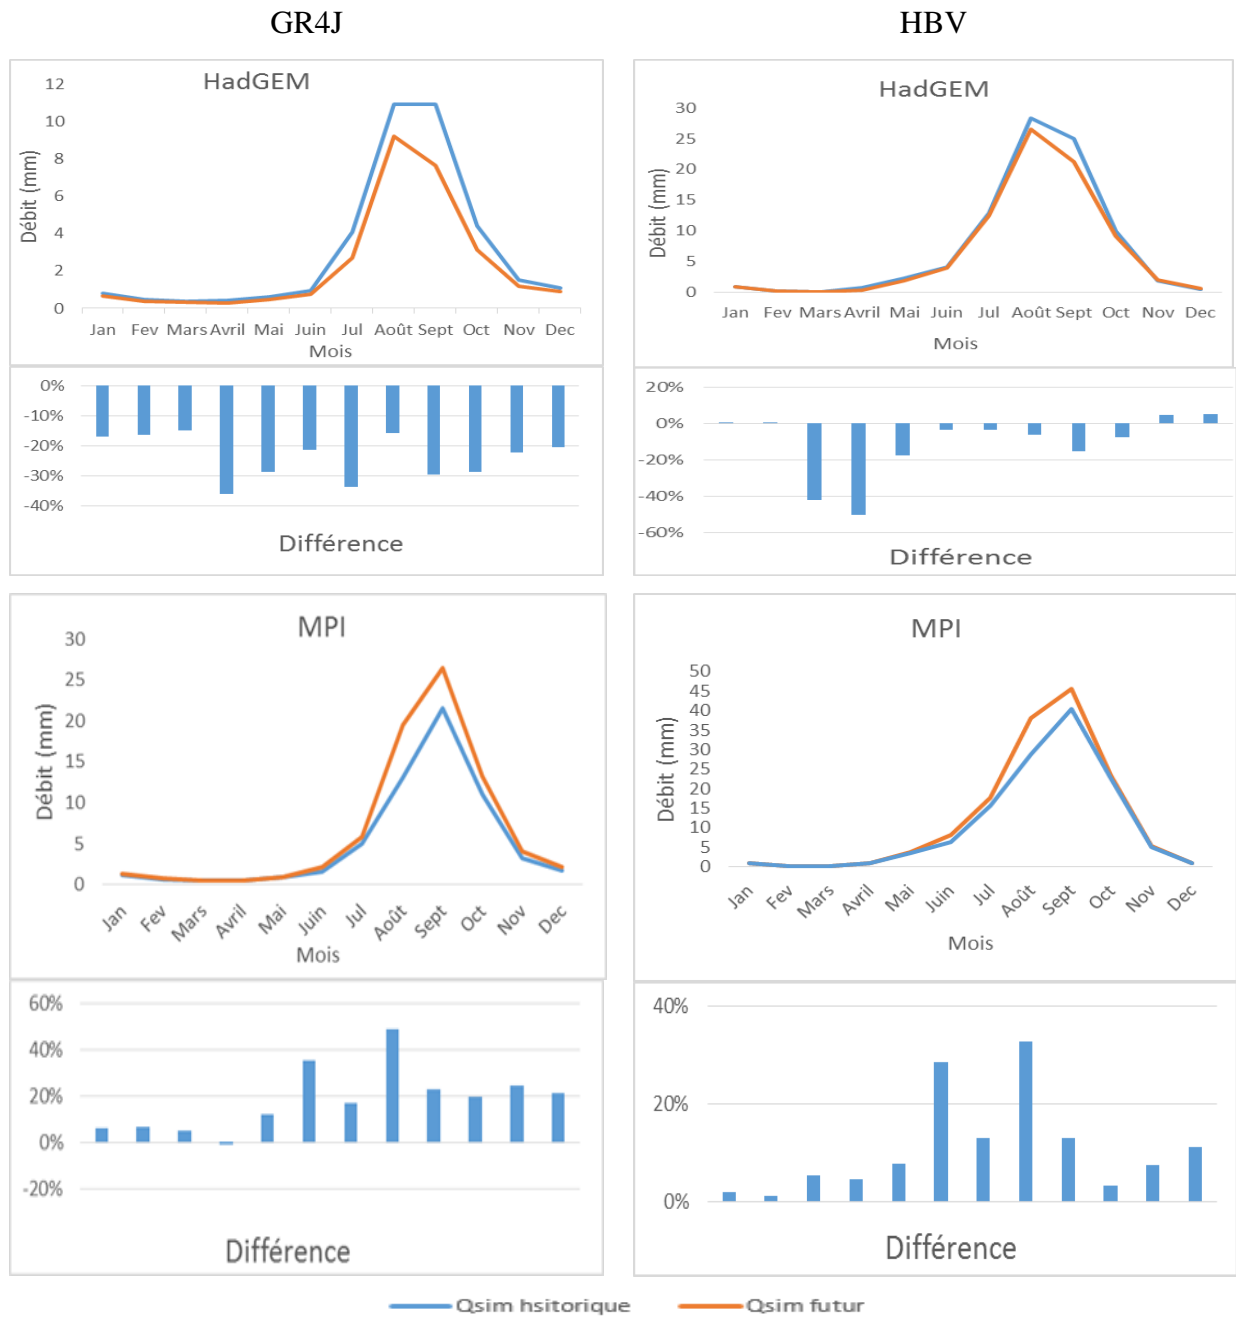 GR4J
HBV
HadGEM
12
10
8
6
4
2
0
Débit (mm)
Jan Fev Mars Avril Mai Juin Jul Août Sept Oct Nov Dec
Mois
0%
-10%
-20%
-30%
-40%
Différence
HadGEM
30
25
20
15
10
5
0
Débit (mm)
Jan Fev Mars Avril Mai Juin Jul Août Sept Oct Nov Dec
Mois
20%
0%
-20%
-40%
-60%
Différence
MPI
30
25
20
15
10
5
0
Débit (mm)
Jan Fev Mars Avril Mai Juin Jul Août Sept Oct Nov Dec
Mois
60%
40%
20%
0%
-20%
Différence
MPI
50
45
40
35
30
25
20
15
10
5
0
Débit (mm)
Jan Fev Mars Avril Mai Juin Jul Août Sept Oct Nov Dec
Mois
40%
20%
0%
Différence
Qsim hsitorique
Qsim futur